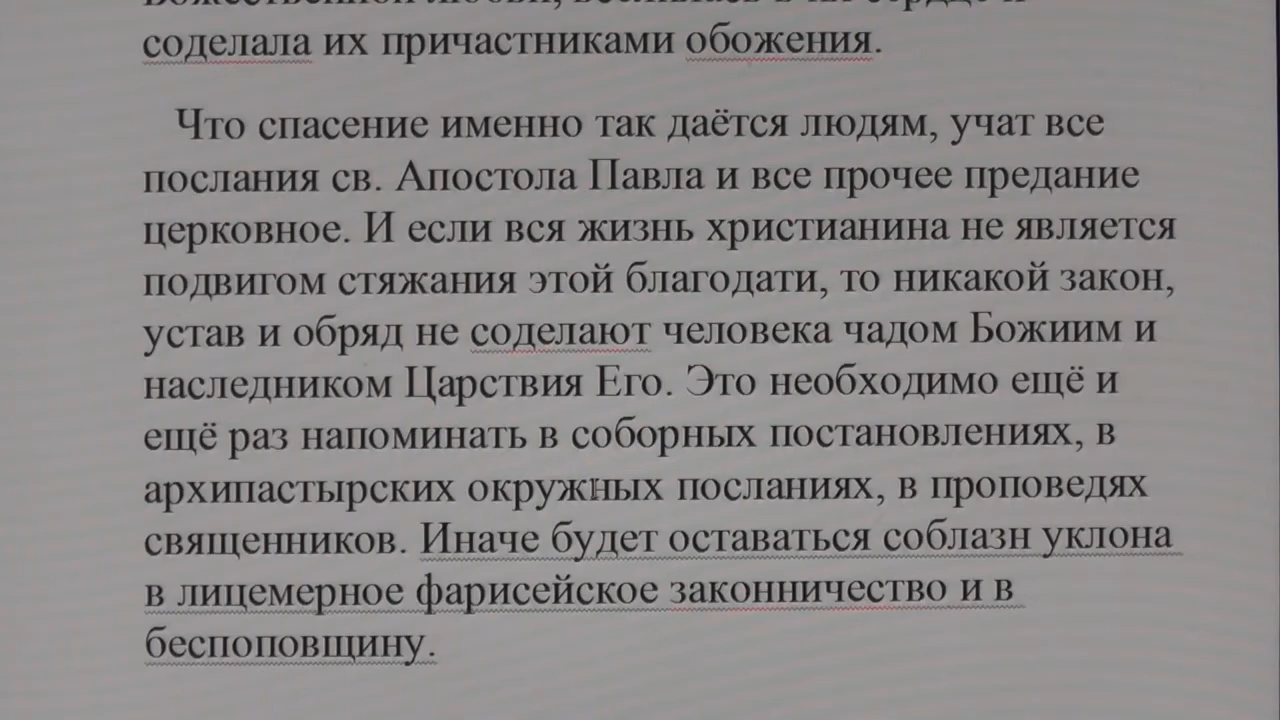 соделала их причастниками обожения.
Что спасение именно так даётся людям, учат все
послания св. Апостола Павла и все прочее предание
церковное. И если вся жизнь христианина не является
подвигом стяжания этой благодати, то никакой закон,
устав и обряд не соделают человека чадом Божиим и
наследником Царствия Его. Это необходимо ещё и
ещё раз напоминать в соборных постановлениях, в
архипастырских окружных посланиях, в проповедях
священников. Иначе будет оставаться соблазн уклона
в лицемерное фарисейское законничество и в
беспоповщину.